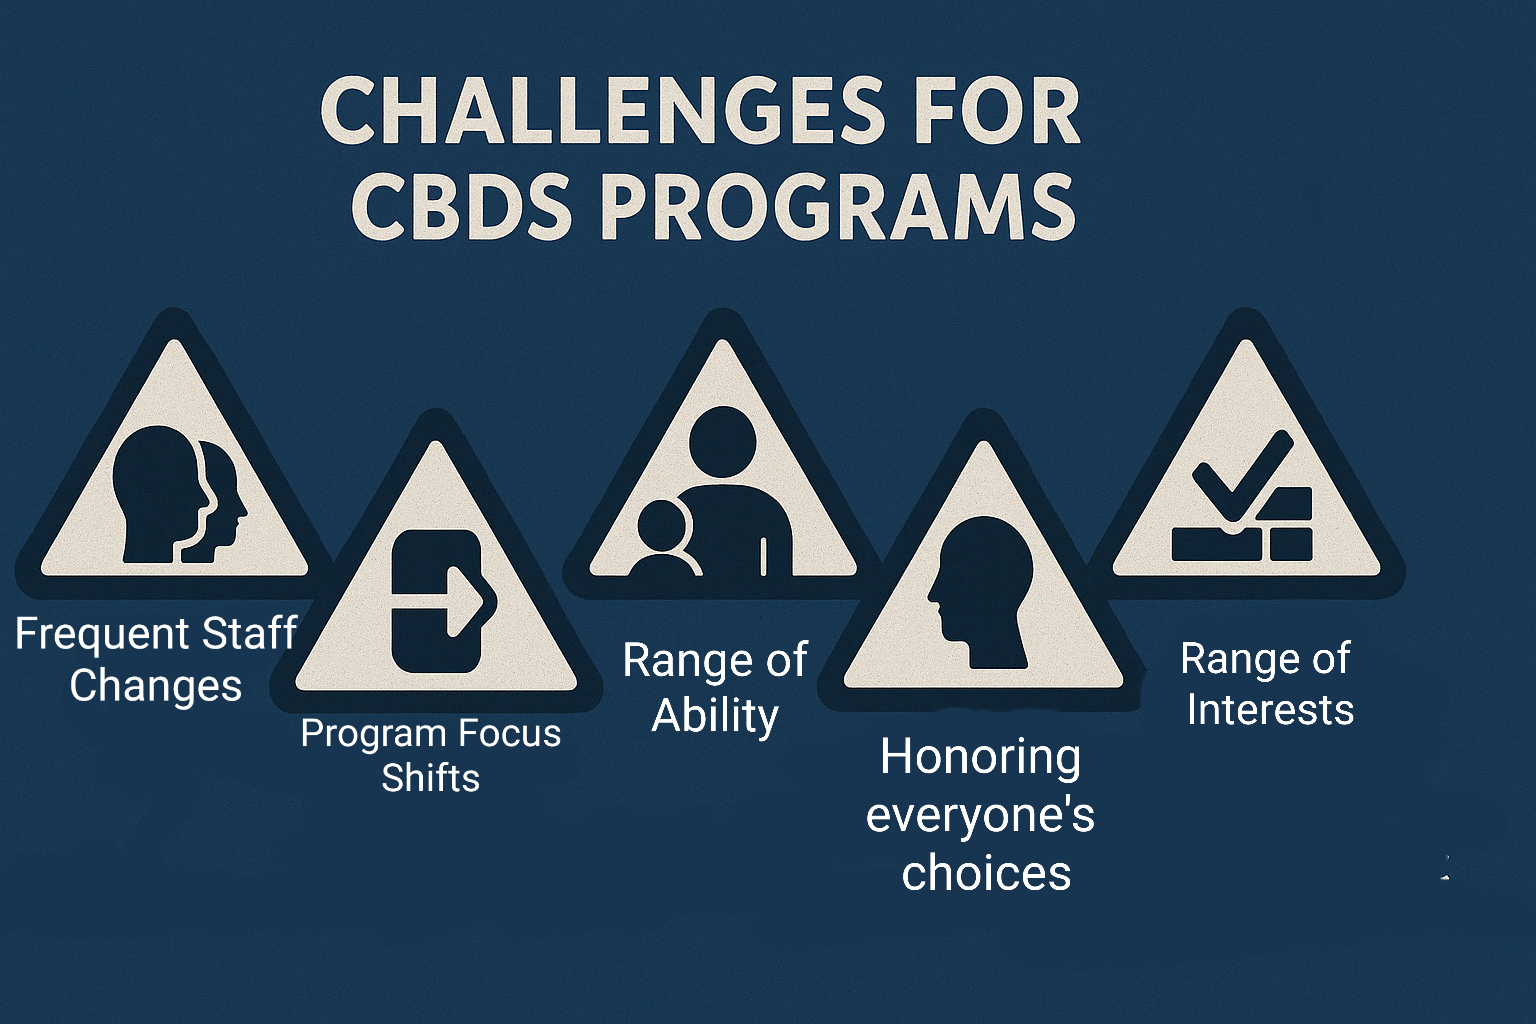 CHALLENGES FOR
CBDS PROGRAMS
Frequent Staff
Changes
Program Focus
Shifts
Range of
Ability
Honoring
everyone's
choices
Range of
Interests